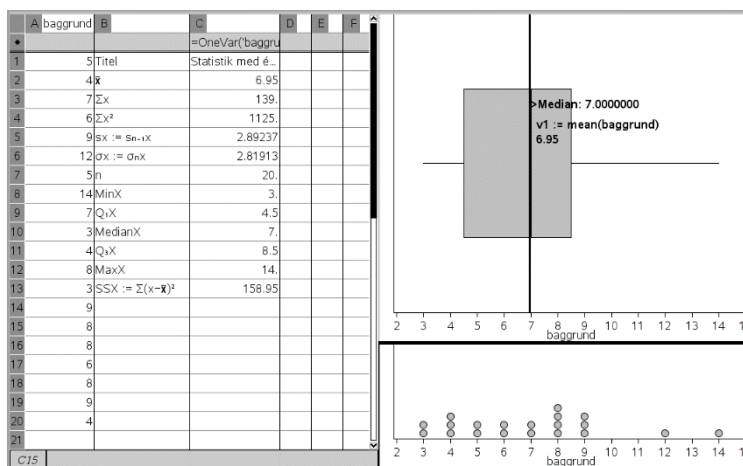 A baggrund B C D E F
◆ =OneVar('baggru
1 5 Titel Statistik med é...
2 4 x̄ 6.95
3 7 Σx 139.
4 6 Σx² 1125.
5 9 sx := sₙ₋₁x 2.89237
6 12 σx := σₙx 2.81913
7 5 n 20.
8 14 MinX 3.
9 7 Q₁X 4.5
10 3 MedianX 7.
11 4 Q₃X 8.5
12 8 MaxX 14.
13 3 SSX := Σ(x-x̄)² 158.95
14 9
15 8
16 8
17 6
18 8
19 9
20 4
21
C15
>Median: 7.0000000
v1 := mean(baggrund)
6.95
2 3 4 5 6 7 8 9 10 11 12 13 14 15
baggrund
2 3 4 5 6 7 8 9 10 11 12 13 14 15
baggrund